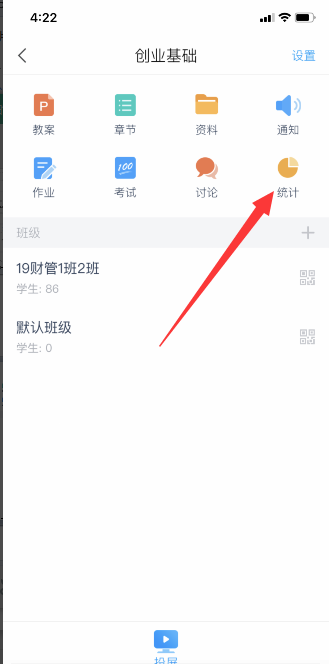 4:22
创业基础
设置
教案
章节
资料
通知
作业
考试
讨论
统计
班级
19财管1班2班
学生: 86
默认班级
学生: 0
投屏